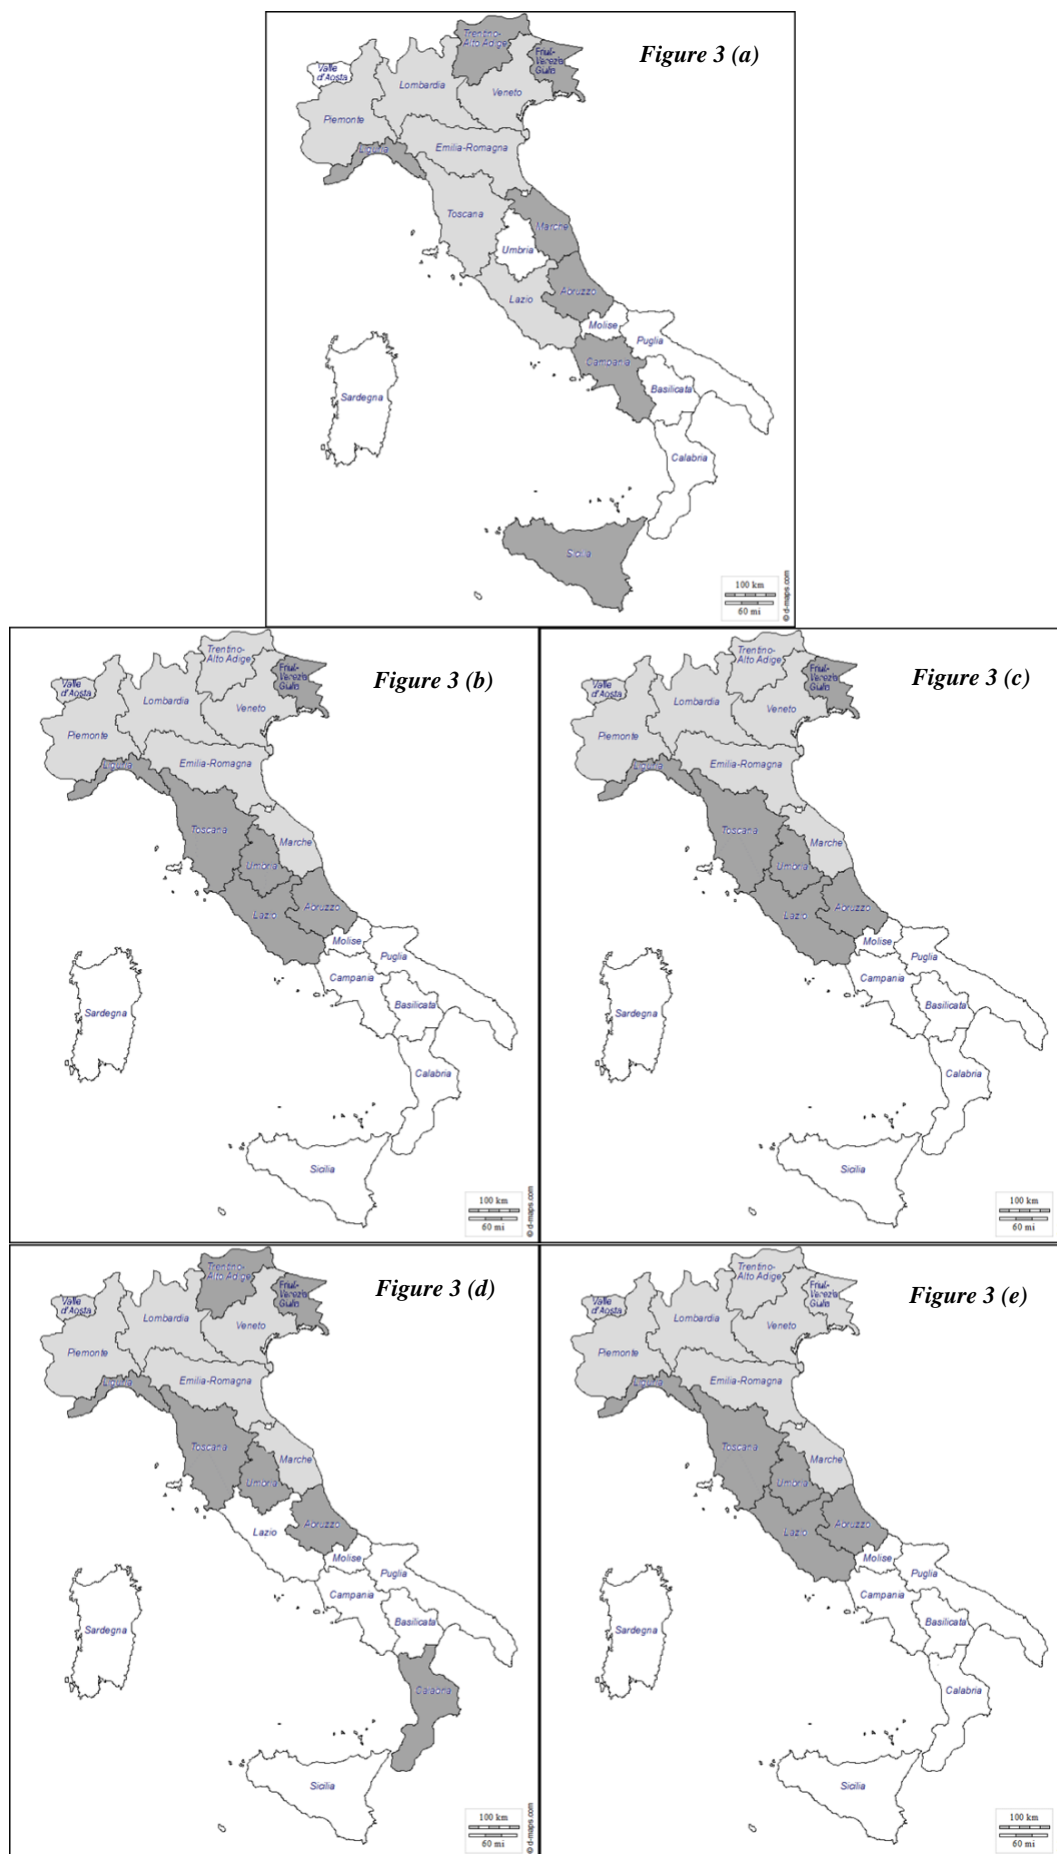 Figure 3 (a)
Trentino-
Alto Adige
Friuli-
Venezia
Giulia
Valle
d'Aosta
Lombardia
Veneto
Piemonte
Emilia-Romagna
Liguria
Toscana
Marche
Umbria
Lazio
Abruzzo
Molise
Puglia
Campania
Basilicata
Sardegna
Calabria
Sicilia
100 km
60 mi
© d-maps.com
Figure 3 (b)
Trentino-
Alto Adige
Friuli-
Venezia
Giulia
Valle
d'Aosta
Lombardia
Veneto
Piemonte
Emilia-Romagna
Liguria
Toscana
Marche
Umbria
Lazio
Abruzzo
Molise
Puglia
Campania
Basilicata
Sardegna
Calabria
Sicilia
100 km
60 mi
© d-maps.com
Figure 3 (c)
Trentino-
Alto Adige
Friuli-
Venezia
Giulia
Valle
d'Aosta
Lombardia
Veneto
Piemonte
Emilia-Romagna
Liguria
Toscana
Marche
Umbria
Lazio
Abruzzo
Molise
Puglia
Campania
Basilicata
Sardegna
Calabria
Sicilia
100 km
60 mi
Figure 3 (d)
Trentino-
Alto Adige
Friuli-
Venezia
Giulia
Valle
d'Aosta
Lombardia
Veneto
Piemonte
Emilia-Romagna
Liguria
Toscana
Marche
Umbria
Lazio
Abruzzo
Molise
Puglia
Campania
Basilicata
Sardegna
Calabria
Sicilia
100 km
60 mi
© d-maps.com
Figure 3 (e)
Trentino-
Alto Adige
Friuli-
Venezia
Giulia
Valle
d'Aosta
Lombardia
Veneto
Piemonte
Emilia-Romagna
Liguria
Toscana
Marche
Umbria
Lazio
Abruzzo
Molise
Puglia
Campania
Basilicata
Sardegna
Calabria
Sicilia
100 km
60 mi